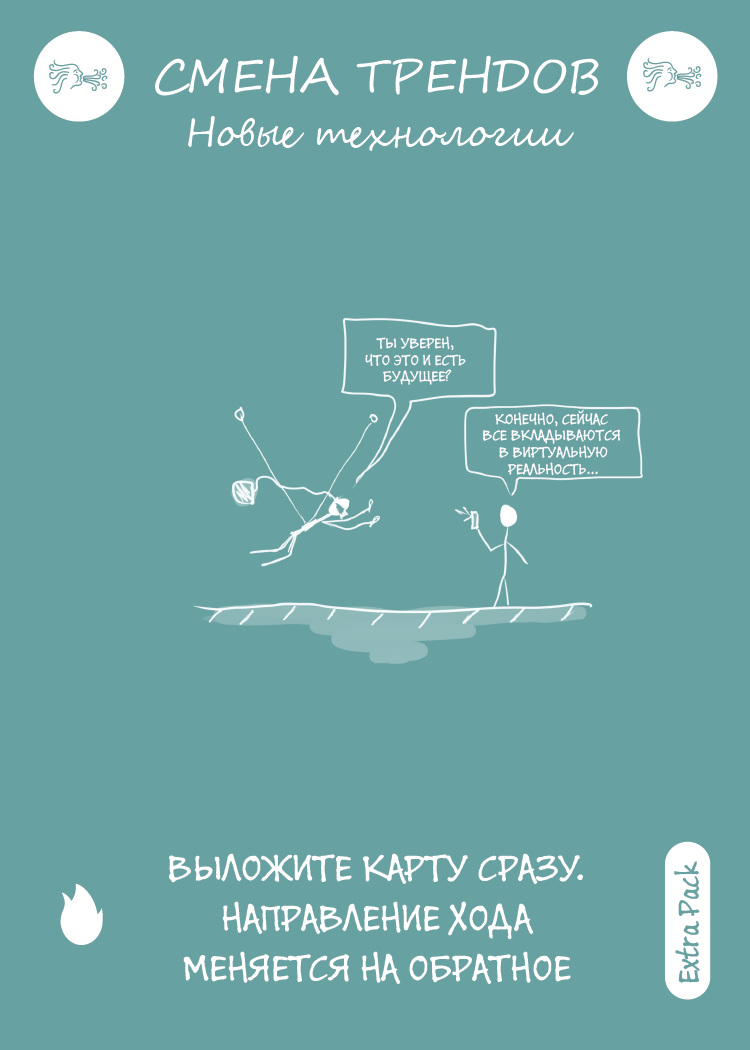 СМЕНА ТРЕНДОВ
Новые технологии
ТЫ УВЕРЕН,
ЧТО ЭТО И ЕСТЬ
БУДУЩЕЕ?
КОНЕЧНО, СЕЙЧАС
ВСЕ ВКЛАДЫВАЮТСЯ
В ВИРТУАЛЬНУЮ
РЕАЛЬНОСТЬ...
ВЫЛОЖИТЕ КАРТУ СРАЗУ.
НАПРАВЛЕНИЕ ХОДА
МЕНЯЕТСЯ НА ОБРАТНОЕ
Extra Pack